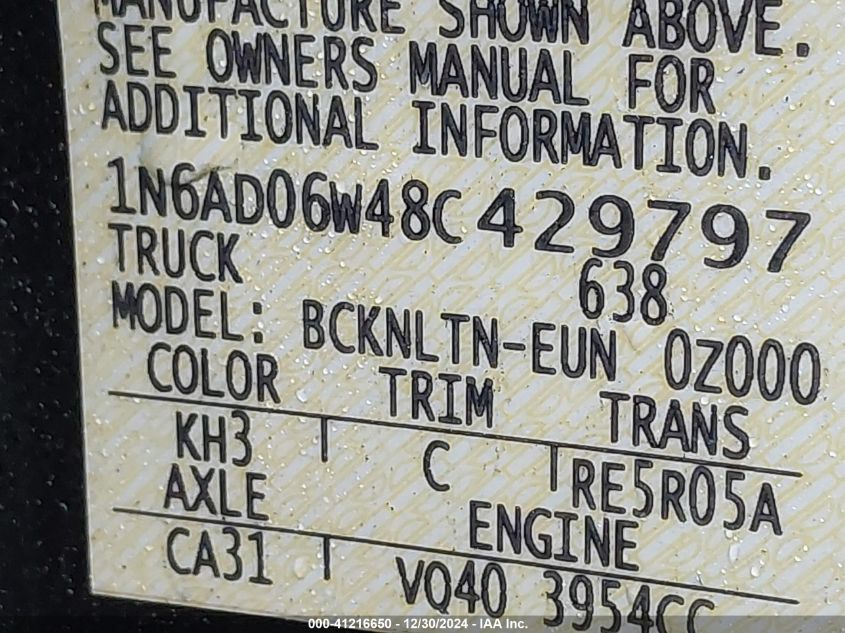 MANUFACTURE SHOWN ABOVE.
SEE OWNERS MANUAL FOR
ADDITIONAL INFORMATION.
1N6AD06W48C429797
TRUCK 638
MODEL: BCKNLTN-EUN 0Z000
COLOR TRIM TRANS
KH3 C RE5R05A
AXLE ENGINE
CA31 VQ40 3954CC
000-41216650 - 12/30/2024 - IAA Inc.